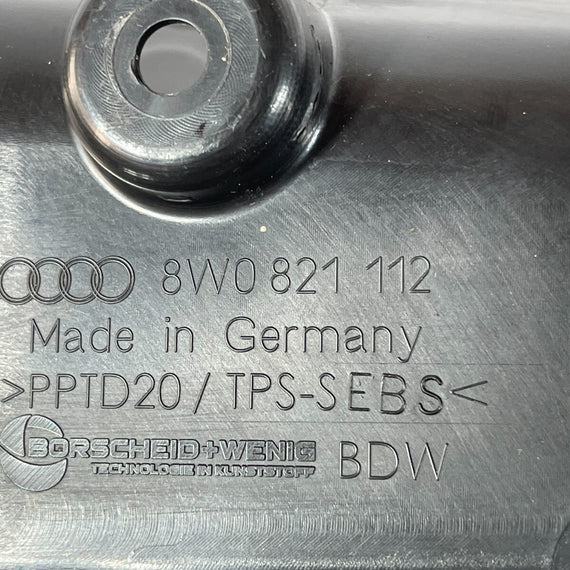 8W0 821 112
Made in Germany
>PPTD20 / TPS-SEBS<
BORSCHEID+WENIG BDW
TECHNOLOGIE IN KUNSTSTOFF